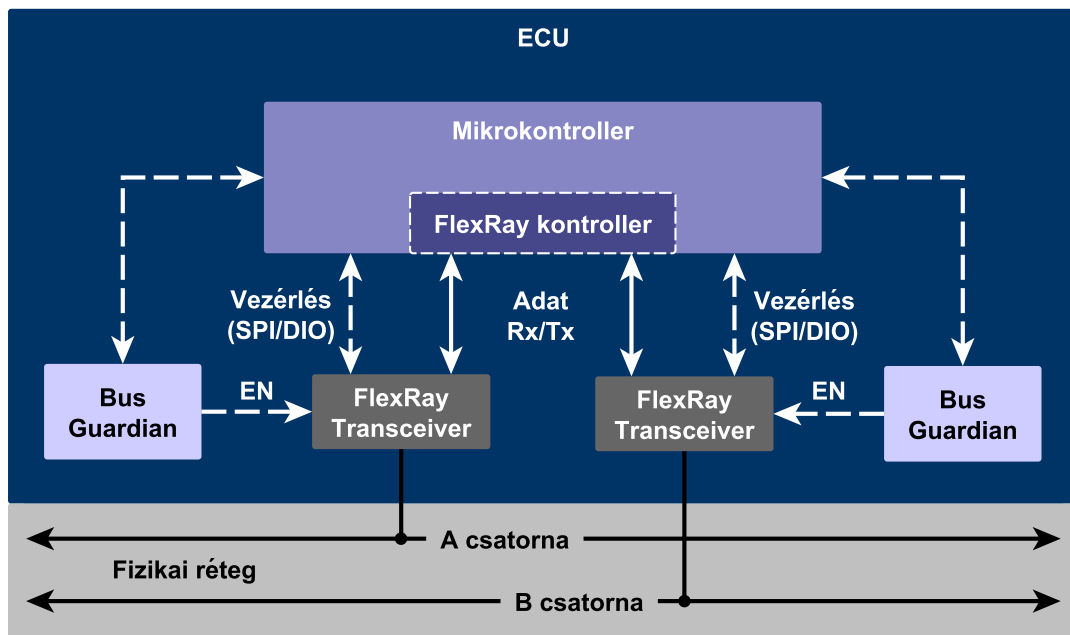 ECU
Mikrokontroller
FlexRay kontroller
Vezérlés
(SPI/DIO)
Adat
Rx/Tx
Vezérlés
(SPI/DIO)
Bus
Guardian
EN
FlexRay
Transceiver
FlexRay
Transceiver
EN
Bus
Guardian
A csatorna
Fizikai réteg
B csatorna